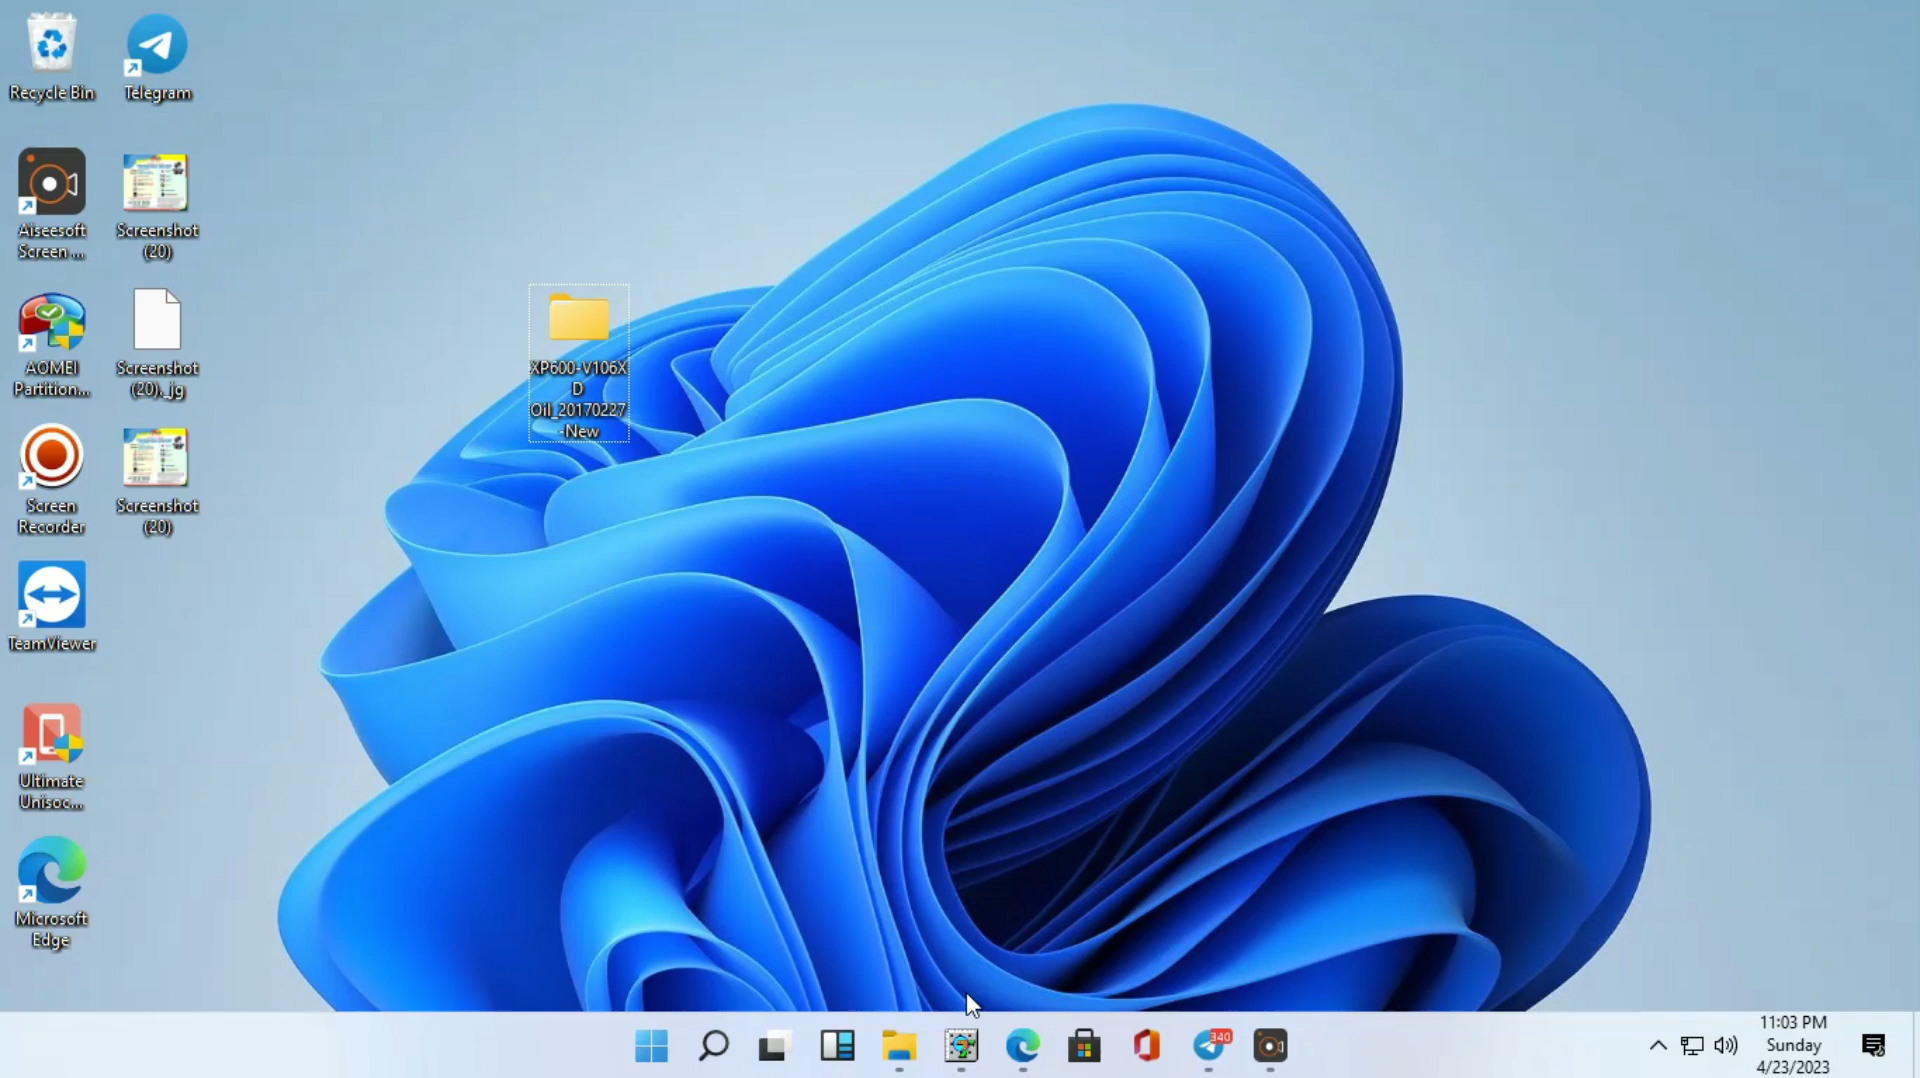 Recycle Bin
Telegram
Aiseesoft
Screen ...
Screenshot
(20)
AOMEI
Partition...
Screenshot
(20)._jg
Screen
Recorder
Screenshot
(20)
TeamViewer
Ultimate
Unisoc...
Microsoft
Edge
XP600-V106X
D
Oil_20170227
-New
340
11:03 PM
Sunday
4/23/2023